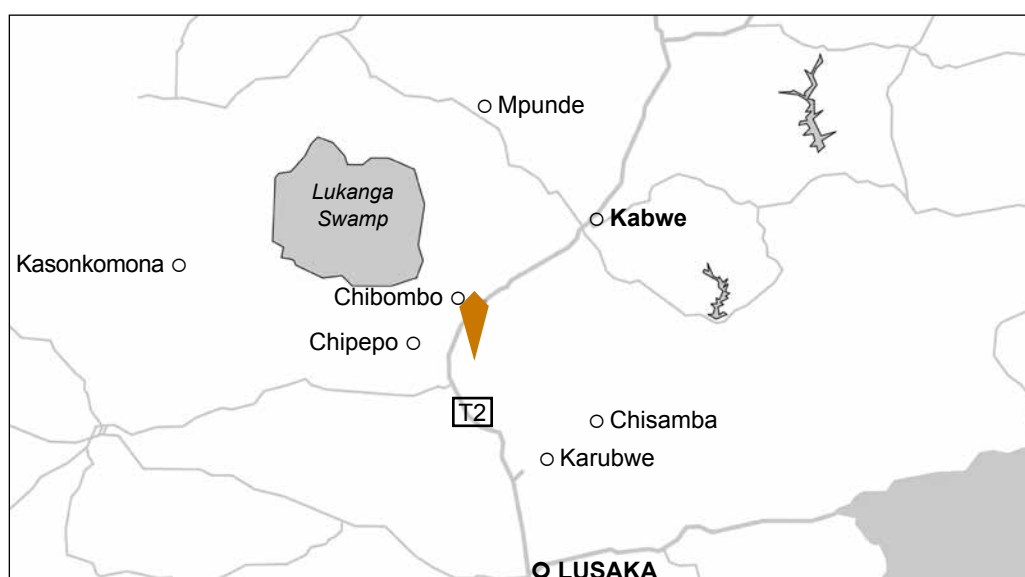 Mpunde
Lukanga
Swamp
Kabwe
Kasonkomona
Chibombo
Chipepo
T2
Chisamba
Karubwe
LUSAKA